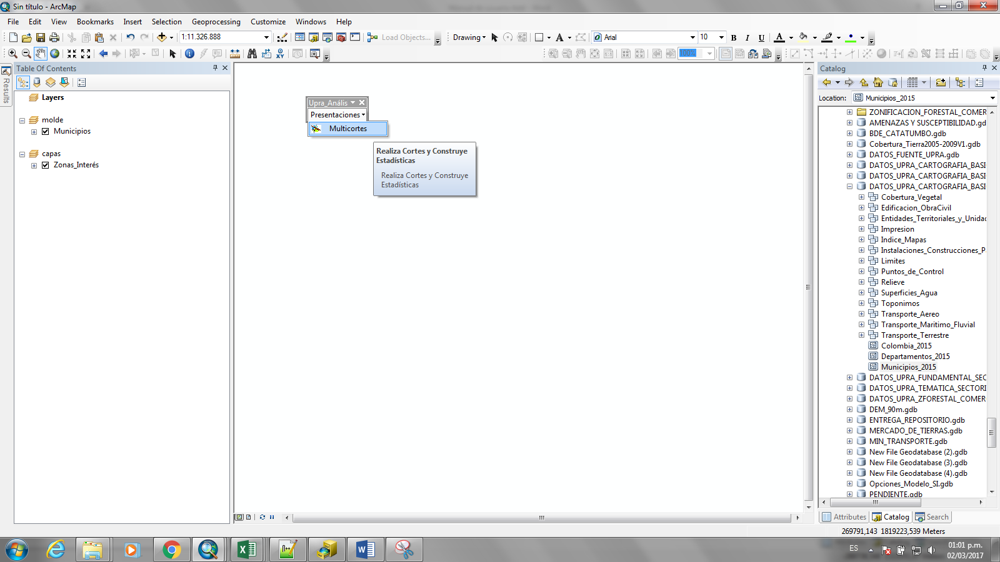 Sin título - ArcMap
File Edit View Bookmarks Insert Selection Geoprocessing Customize Windows Help
1:11.326.888 Load Objects... Drawing Arial 10 B I U A
100%
Results
Table Of Contents
Layers
molde
Municipios
capas
Zonas_Interés
Upra_Anális
Presentaciones
Multicortes
Realiza Cortes y Construye
Estadísticas
Realiza Cortes y Construye
Estadísticas
Catalog
Location: Municipios_2015
ZONIFICACION_FORESTAL_COMER
AMENAZAS Y SUSCEPTIBILIDAD.gd
BDE_CATATUMBO.gdb
Cobertura_Tierra2005-2009V1.gdb
DATOS_FUENTE_UPRA.gdb
DATOS_UPRA_CARTOGRAFIA_BASI
DATOS_UPRA_CARTOGRAFIA_BASI
DATOS_UPRA_CARTOGRAFIA_BASI
Cobertura_Vegetal
Edificacion_ObraCivil
Entidades_Territoriales_y_Unidad
Impresion
Indice_Mapas
Instalaciones_Construcciones_P
Limites
Puntos_de_Control
Relieve
Superficies_Agua
Toponimos
Transporte_Aereo
Transporte_Maritimo_Fluvial
Transporte_Terrestre
Colombia_2015
Departamentos_2015
Municipios_2015
DATOS_UPRA_FUNDAMENTAL_SEC
DATOS_UPRA_TEMATICA_SECTORI
DATOS_UPRA_ZFORESTAL_COMER
DEM_90m.gdb
ENTREGA_REPOSITORIO.gdb
MERCADO_DE_TIERRAS.gdb
MIN_TRANSPORTE.gdb
New File Geodatabase (2).gdb
New File Geodatabase (3).gdb
New File Geodatabase (4).gdb
Opciones_Modelo_SI.gdb
PENDIENTE.gdb
Attributes Catalog Search
269791,143 1819223,539 Meters
ES
01:01 p.m.
02/03/2017